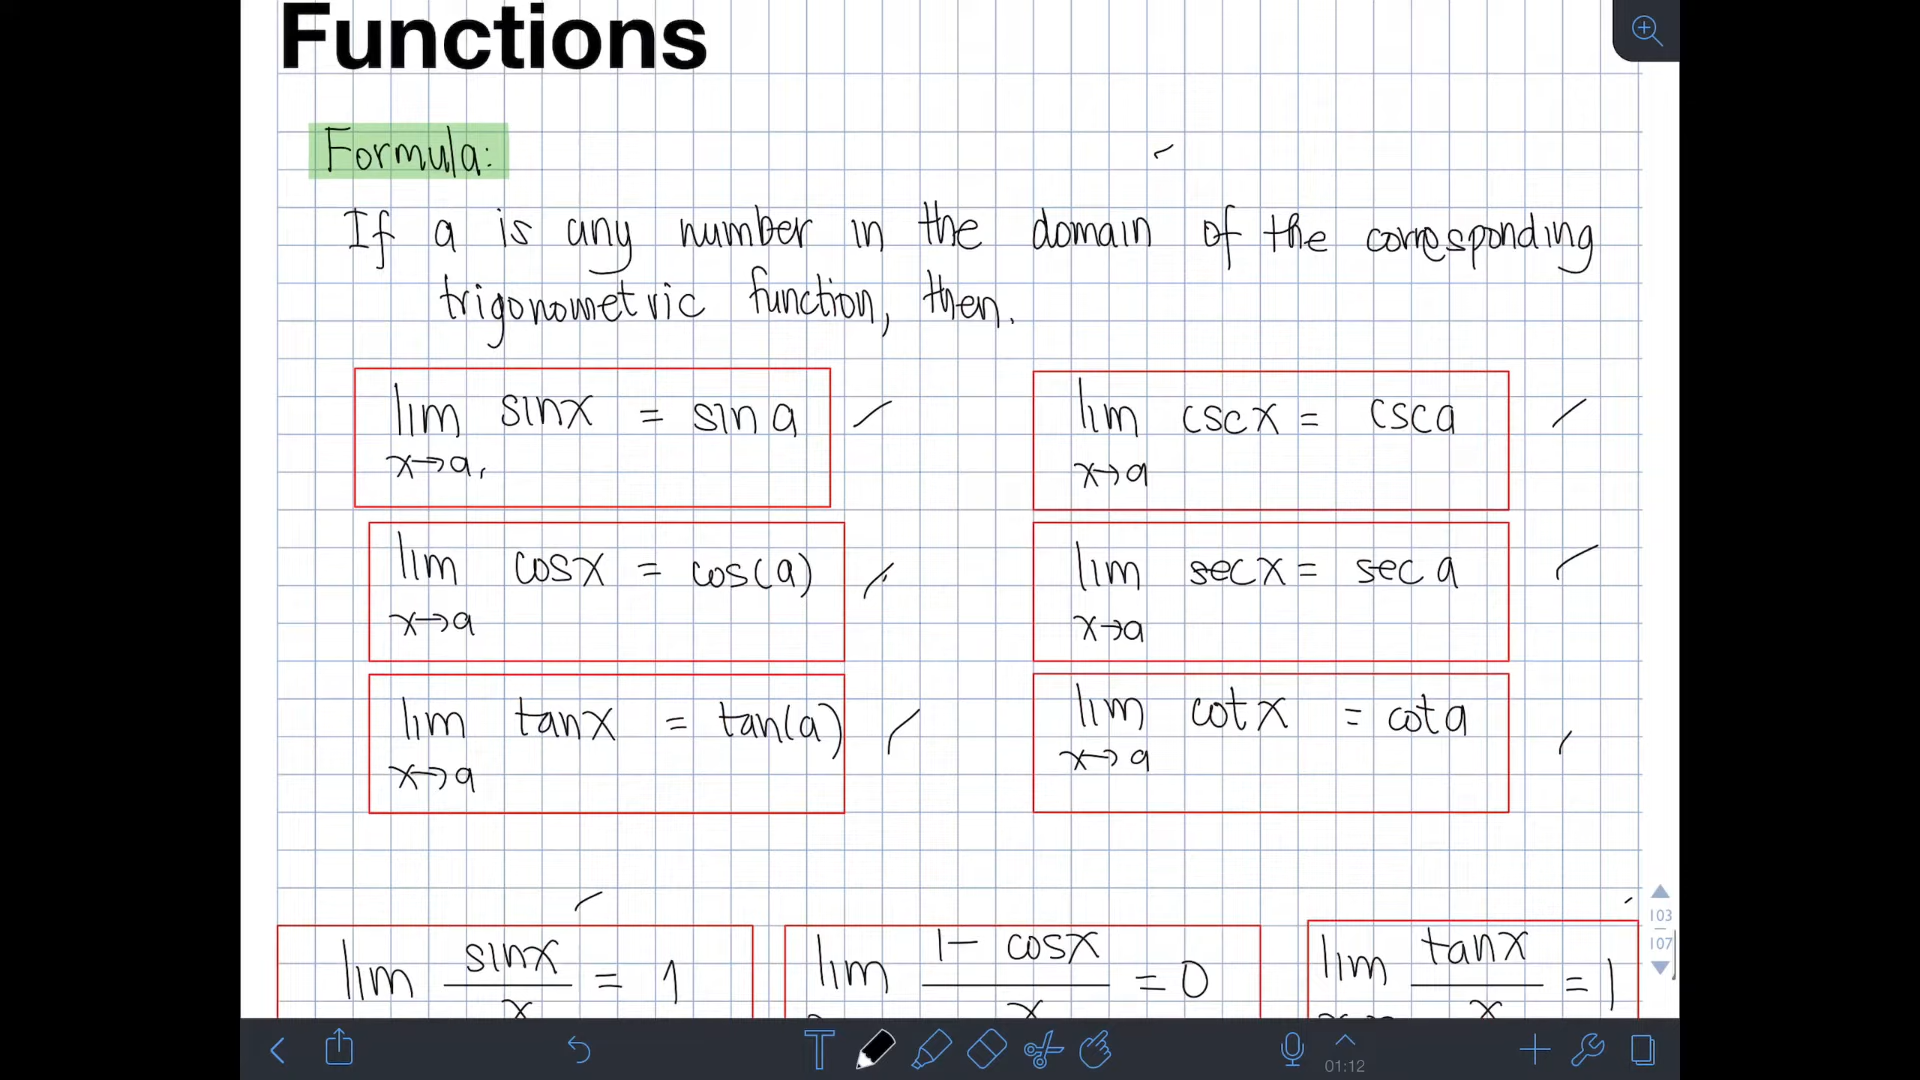 Functions
Formula:
If a is any number in the domain of the corresponding
trigonometric function, then.
lim sinx = sin a
x→a,
lim cscx = csca
x→a
lim cosx = cos(a)
x→a
lim secx = sec a
x→a
lim tanx = tan(a)
x→a
lim cotx = cota
x→a
lim sinx/x = 1
lim 1- cosx/x = 0
lim tanx/x = 1
103
107
T
01:12